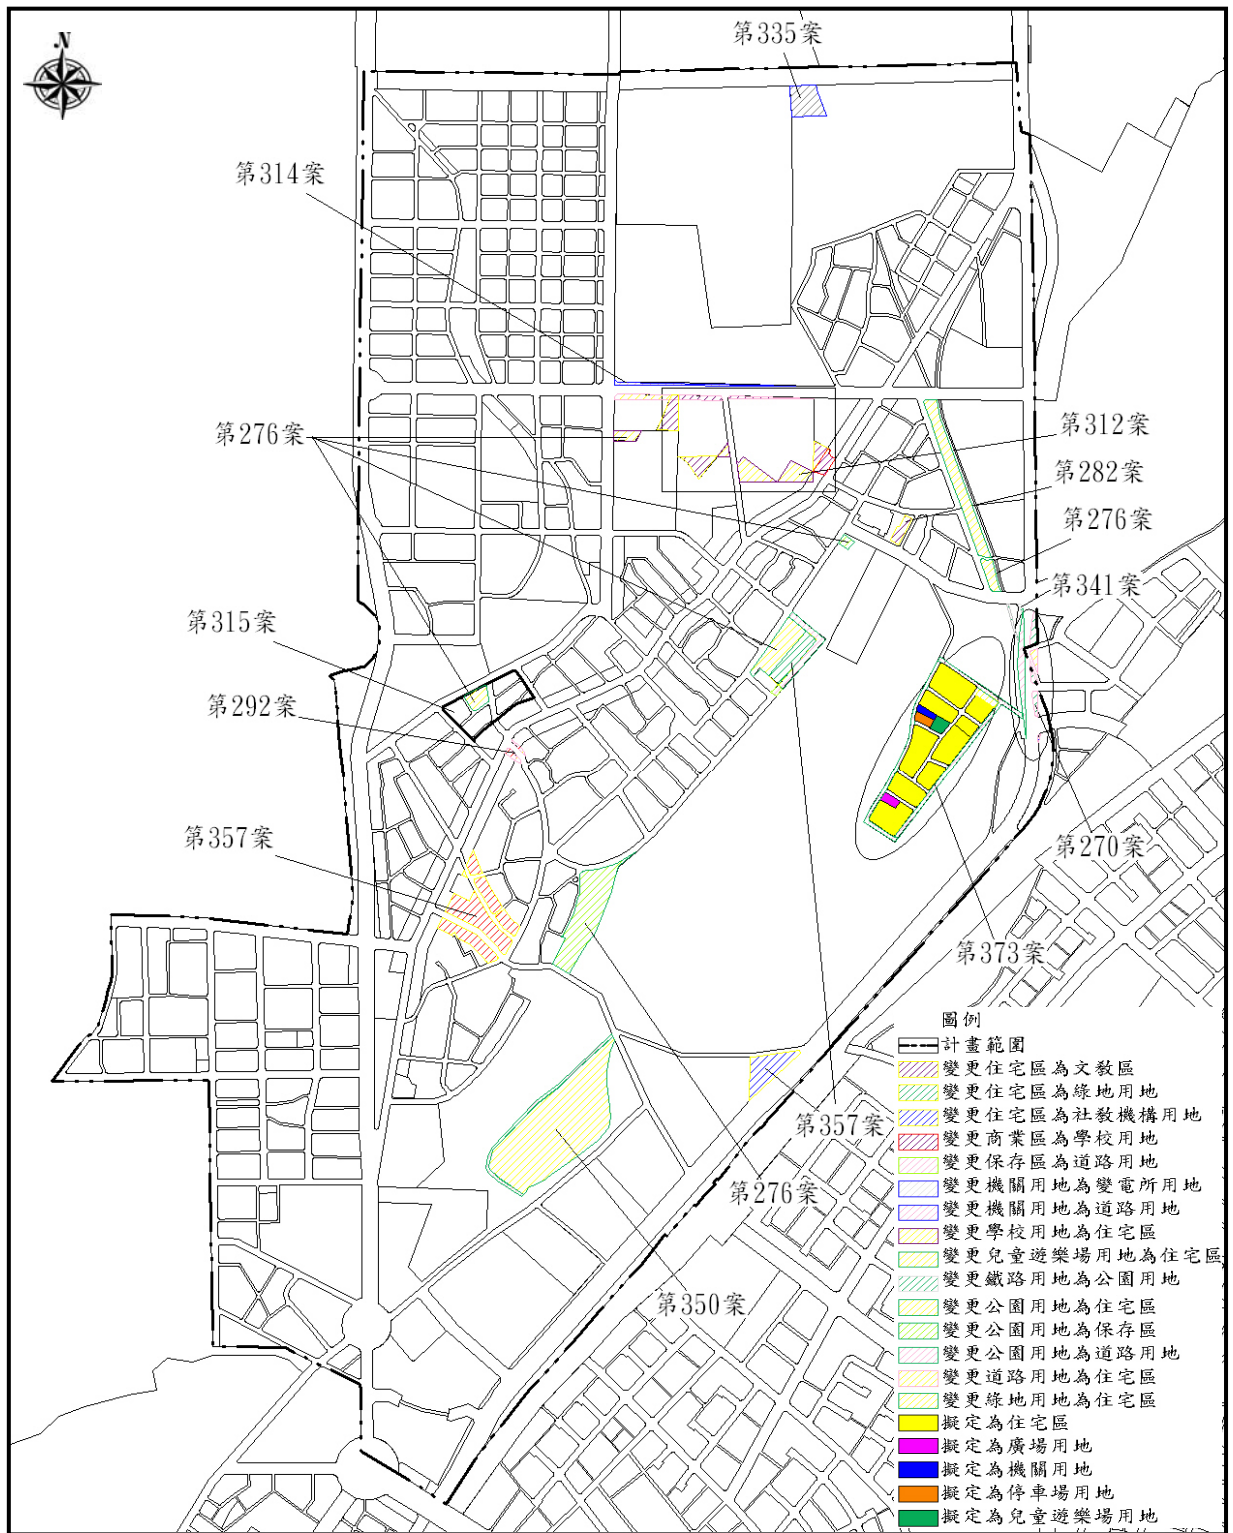 N
第335案
第314案
第276案
第312案
第282案
第276案
第341案
第315案
第292案
第357案
第270案
第373案
第357案
第276案
第350案
圖例
計畫範圍
變更住宅區為文教區
變更住宅區為綠地用地
變更住宅區為社教機構用地
變更商業區為學校用地
變更保存區為道路用地
變更機關用地為變電所用地
變更機關用地為道路用地
變更學校用地為住宅區
變更兒童遊樂場用地為住宅區
變更鐵路用地為公園用地
變更公園用地為住宅區
變更公園用地為保存區
變更公園用地為道路用地
變更道路用地為住宅區
變更綠地用地為住宅區
擬定為住宅區
擬定為廣場用地
擬定為機關用地
擬定為停車場用地
擬定為兒童遊樂場用地